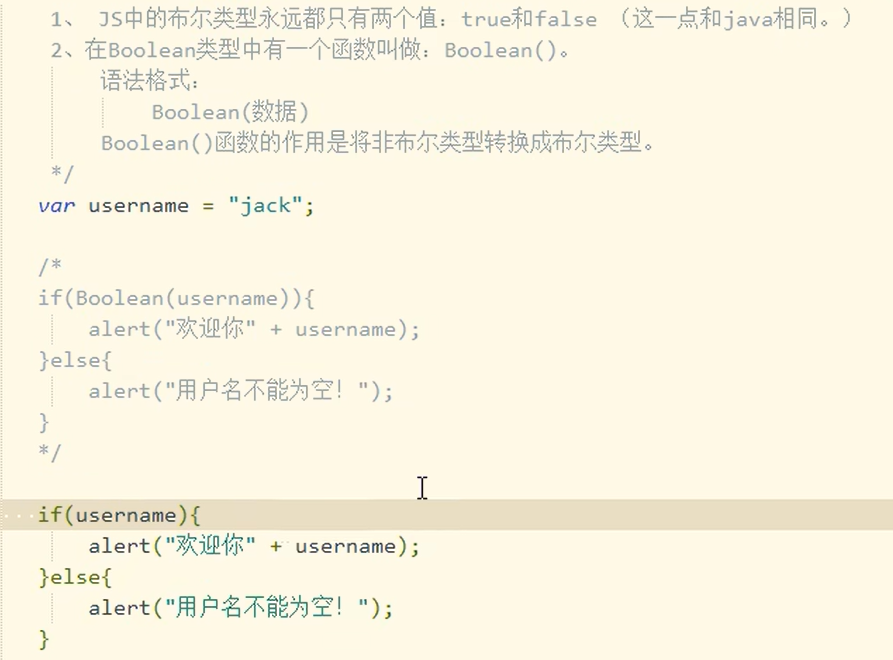 1、 JS中的布尔类型永远都只有两个值：true和false （这一点和java相同。）
2、在Boolean类型中有一个函数叫做：Boolean()。
语法格式：
Boolean(数据)
Boolean()函数的作用是将非布尔类型转换成布尔类型。
*/
var username = "jack";
/*
if(Boolean(username)){
alert("欢迎你" + username);
}else{
alert("用户名不能为空！");
}
*/
if(username){
alert("欢迎你" + username);
}else{
alert("用户名不能为空！");
}